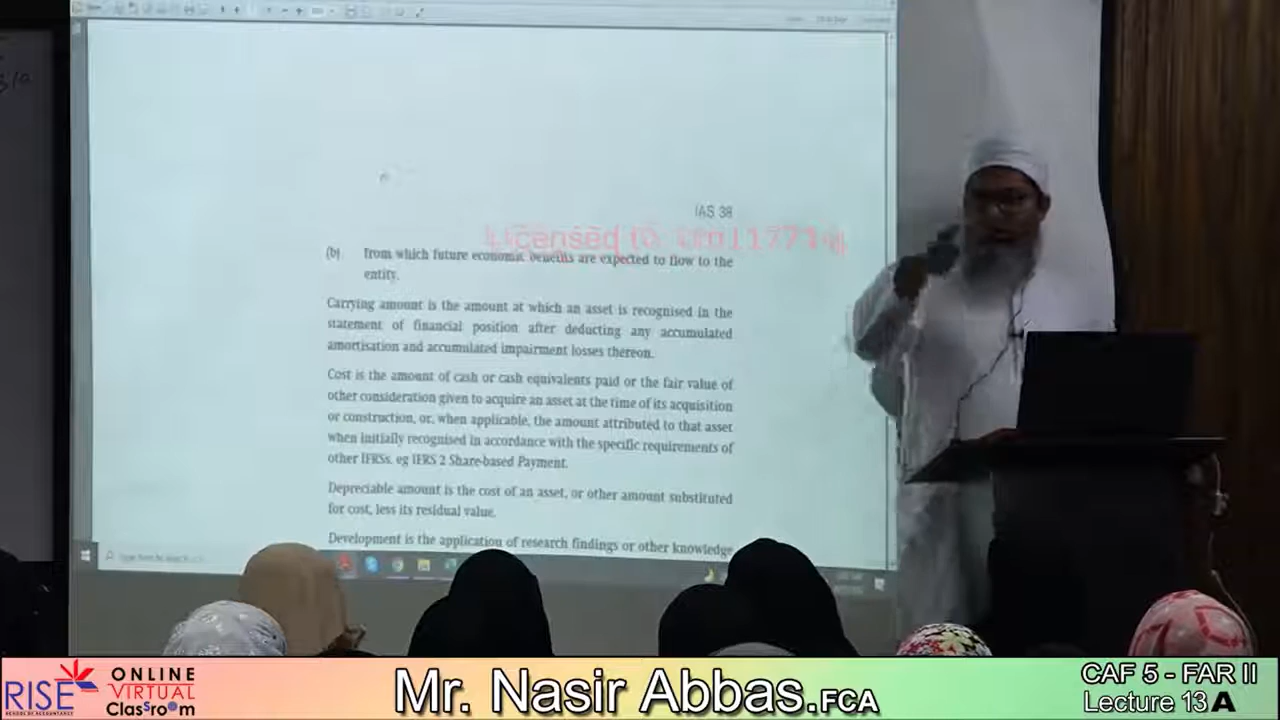 IAS 38
Licensed to
(b) from which future economic benefits are expected to flow to the
entity.
Carrying amount is the amount at which an asset is recognised in the
statement of financial position after deducting any accumulated
amortisation and accumulated impairment losses thereon.
Cost is the amount of cash or cash equivalents paid or the fair value of
other consideration given to acquire an asset at the time of its acquisition
or construction, or, when applicable, the amount attributed to that asset
when initially recognised in accordance with the specific requirements of
other IFRSs, eg IFRS 2 Share-based Payment.
Depreciable amount is the cost of an asset, or other amount substituted
for cost, less its residual value.
Development is the application of research findings or other knowledge
RISE
SCHOOL OF ACCOUNTANCY
ONLINE
VIRTUAL
ClasSroom
Mr. Nasir Abbas.FCA
CAF 5 - FAR II
Lecture 13 A